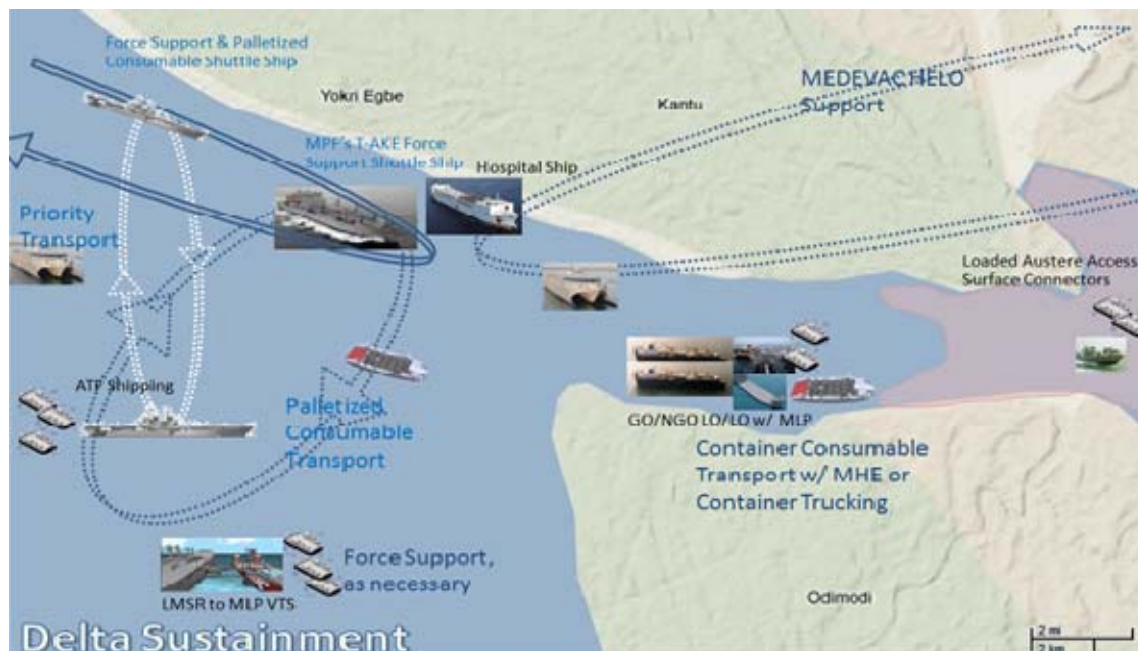 Force Support & Palletized
Consumable Shuttle Ship
Yokri Egbe
Kantu
MEDEVAC HELO
Support
MPF's T-AKE Force
Support Shuttle Ship
Hospital Ship
Priority
Transport
Loaded Austere Access
Surface Connectors
ATF Shipping
Palletized
Consumable
Transport
GO/NGO LO/LO w/ MLP
Container Consumable
Transport w/ MHE or
Container Trucking
Force Support,
as necessary
LMSR to MLP VTS
Odimodi
Delta Sustainment
2 mi
2 km